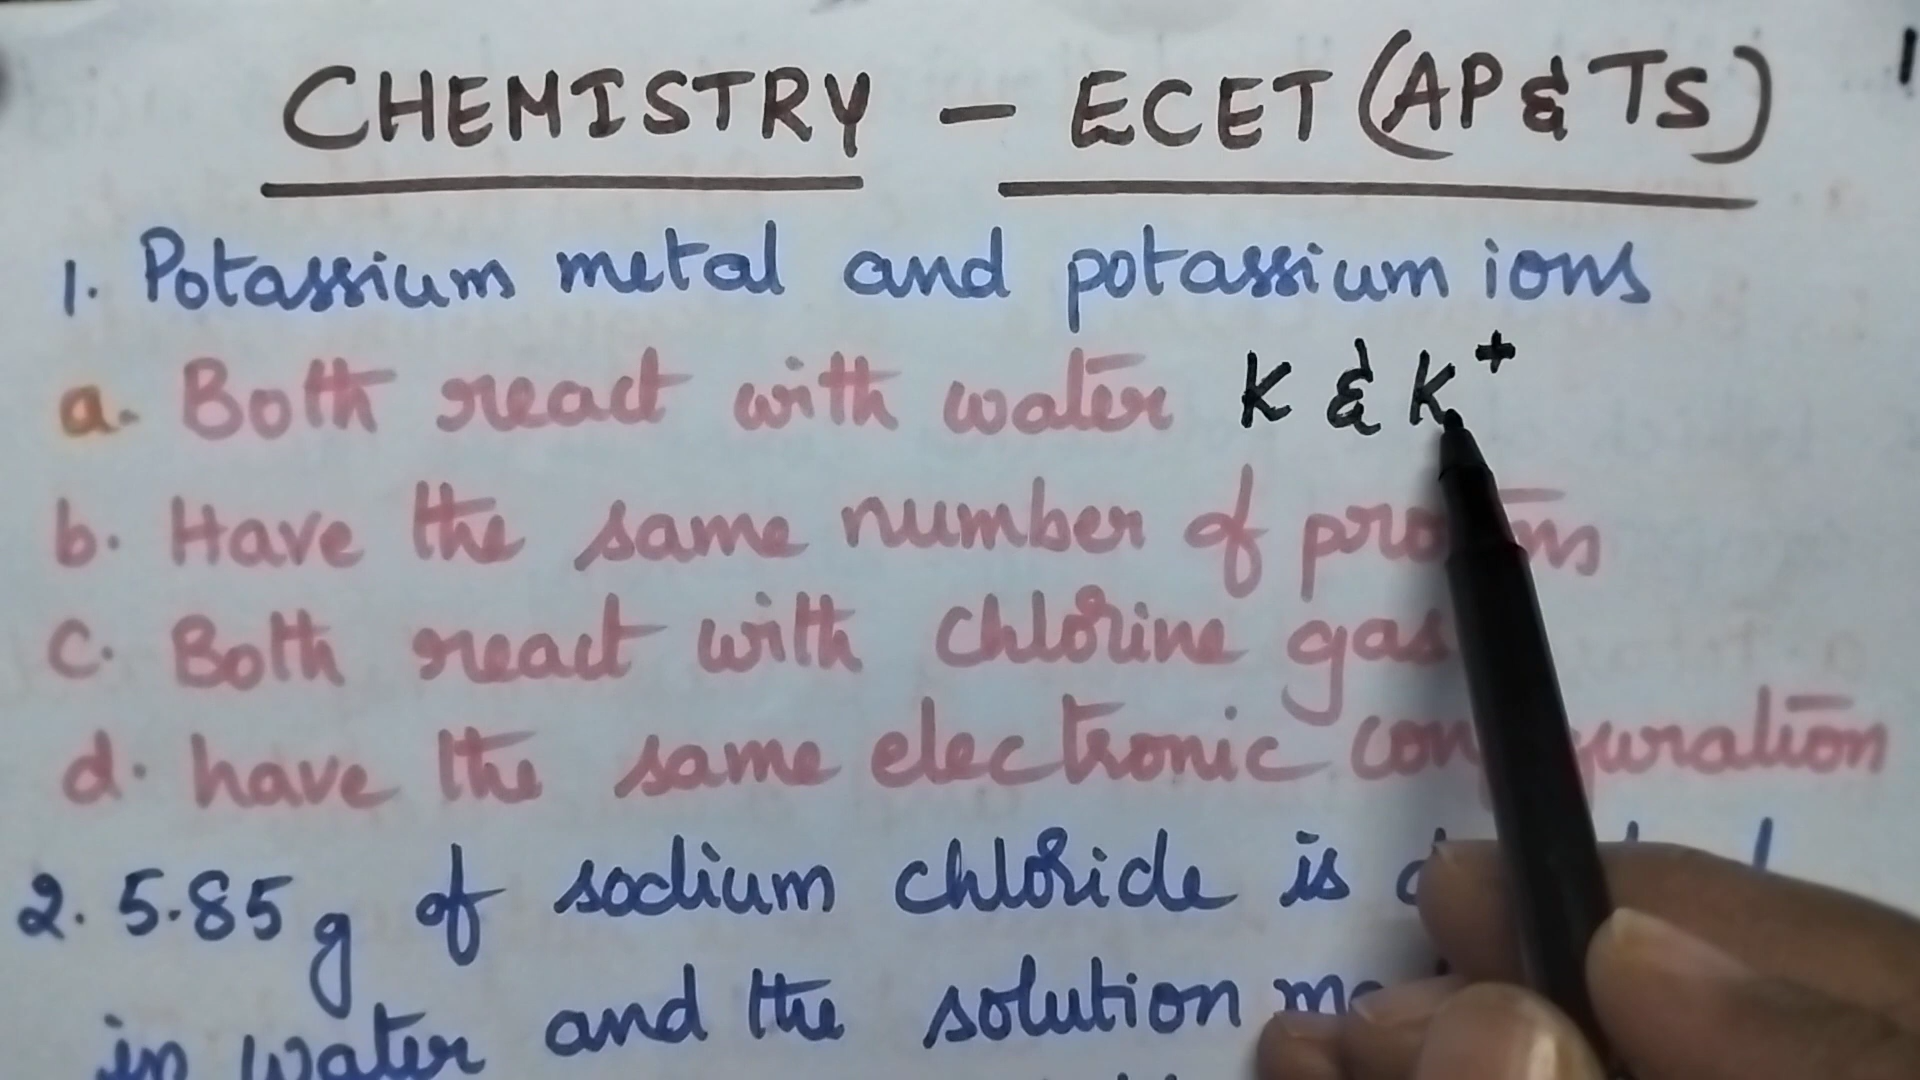 CHEMISTRY - ECET (AP & TS)
1. Potassium metal and potassium ions
a. Both react with water K & K+
b. Have the same number of
c. Both react with chlorine gas
d. have the same electronic
2. 5.85g of sodium chloride is
in water and the solution